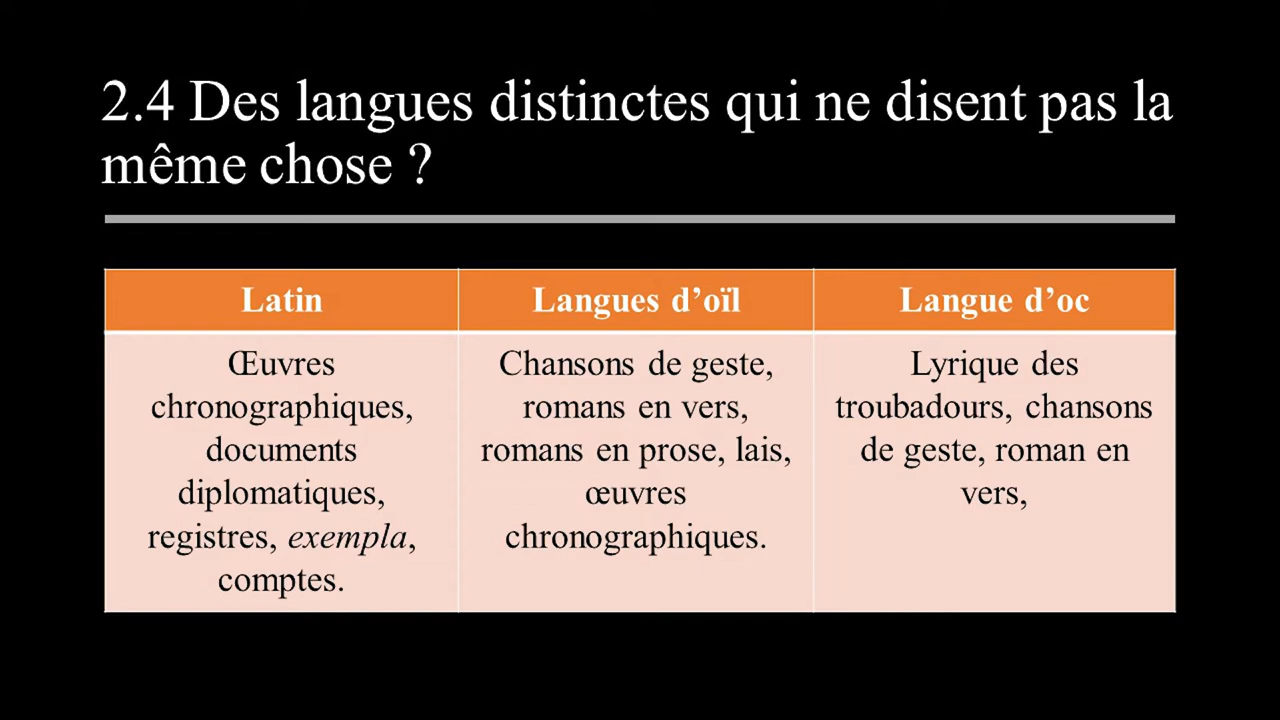 2.4 Des langues distinctes qui ne disent pas la
même chose ?
Latin
Langues d’oïl
Langue d’oc
Œuvres
chronographiques,
documents
diplomatiques,
registres, exempla,
comptes.
Chansons de geste,
romans en vers,
romans en prose, lais,
œuvres
chronographiques.
Lyrique des
troubadours, chansons
de geste, roman en
vers,